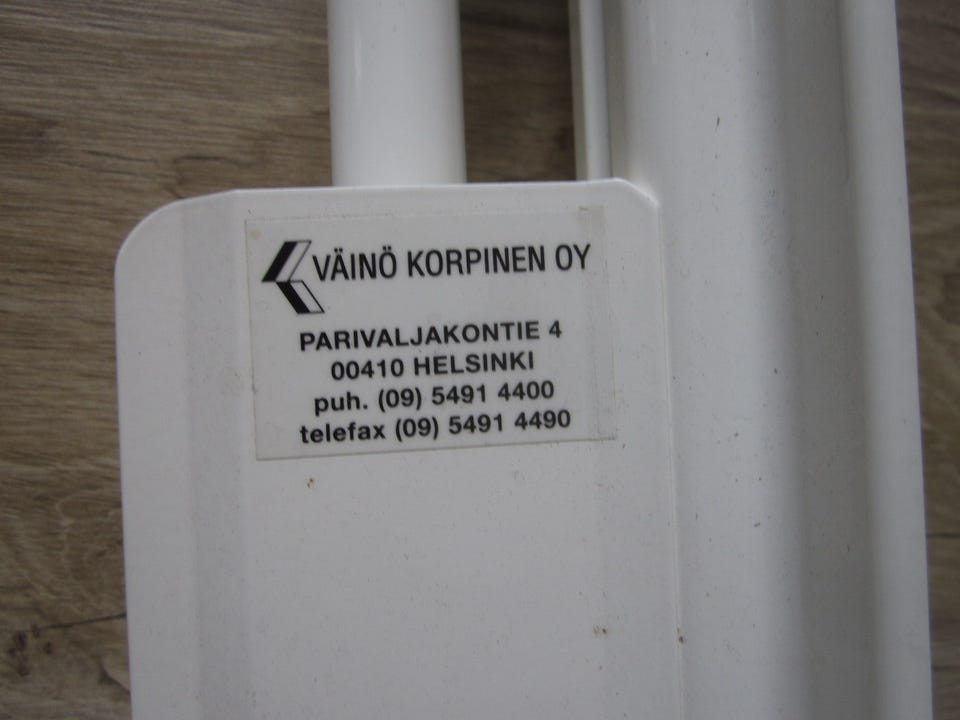 VÄINÖ KORPINEN OY
PARIVALJAKONTIE 4
00410 HELSINKI
puh. (09) 5491 4400
telefax (09) 5491 4490